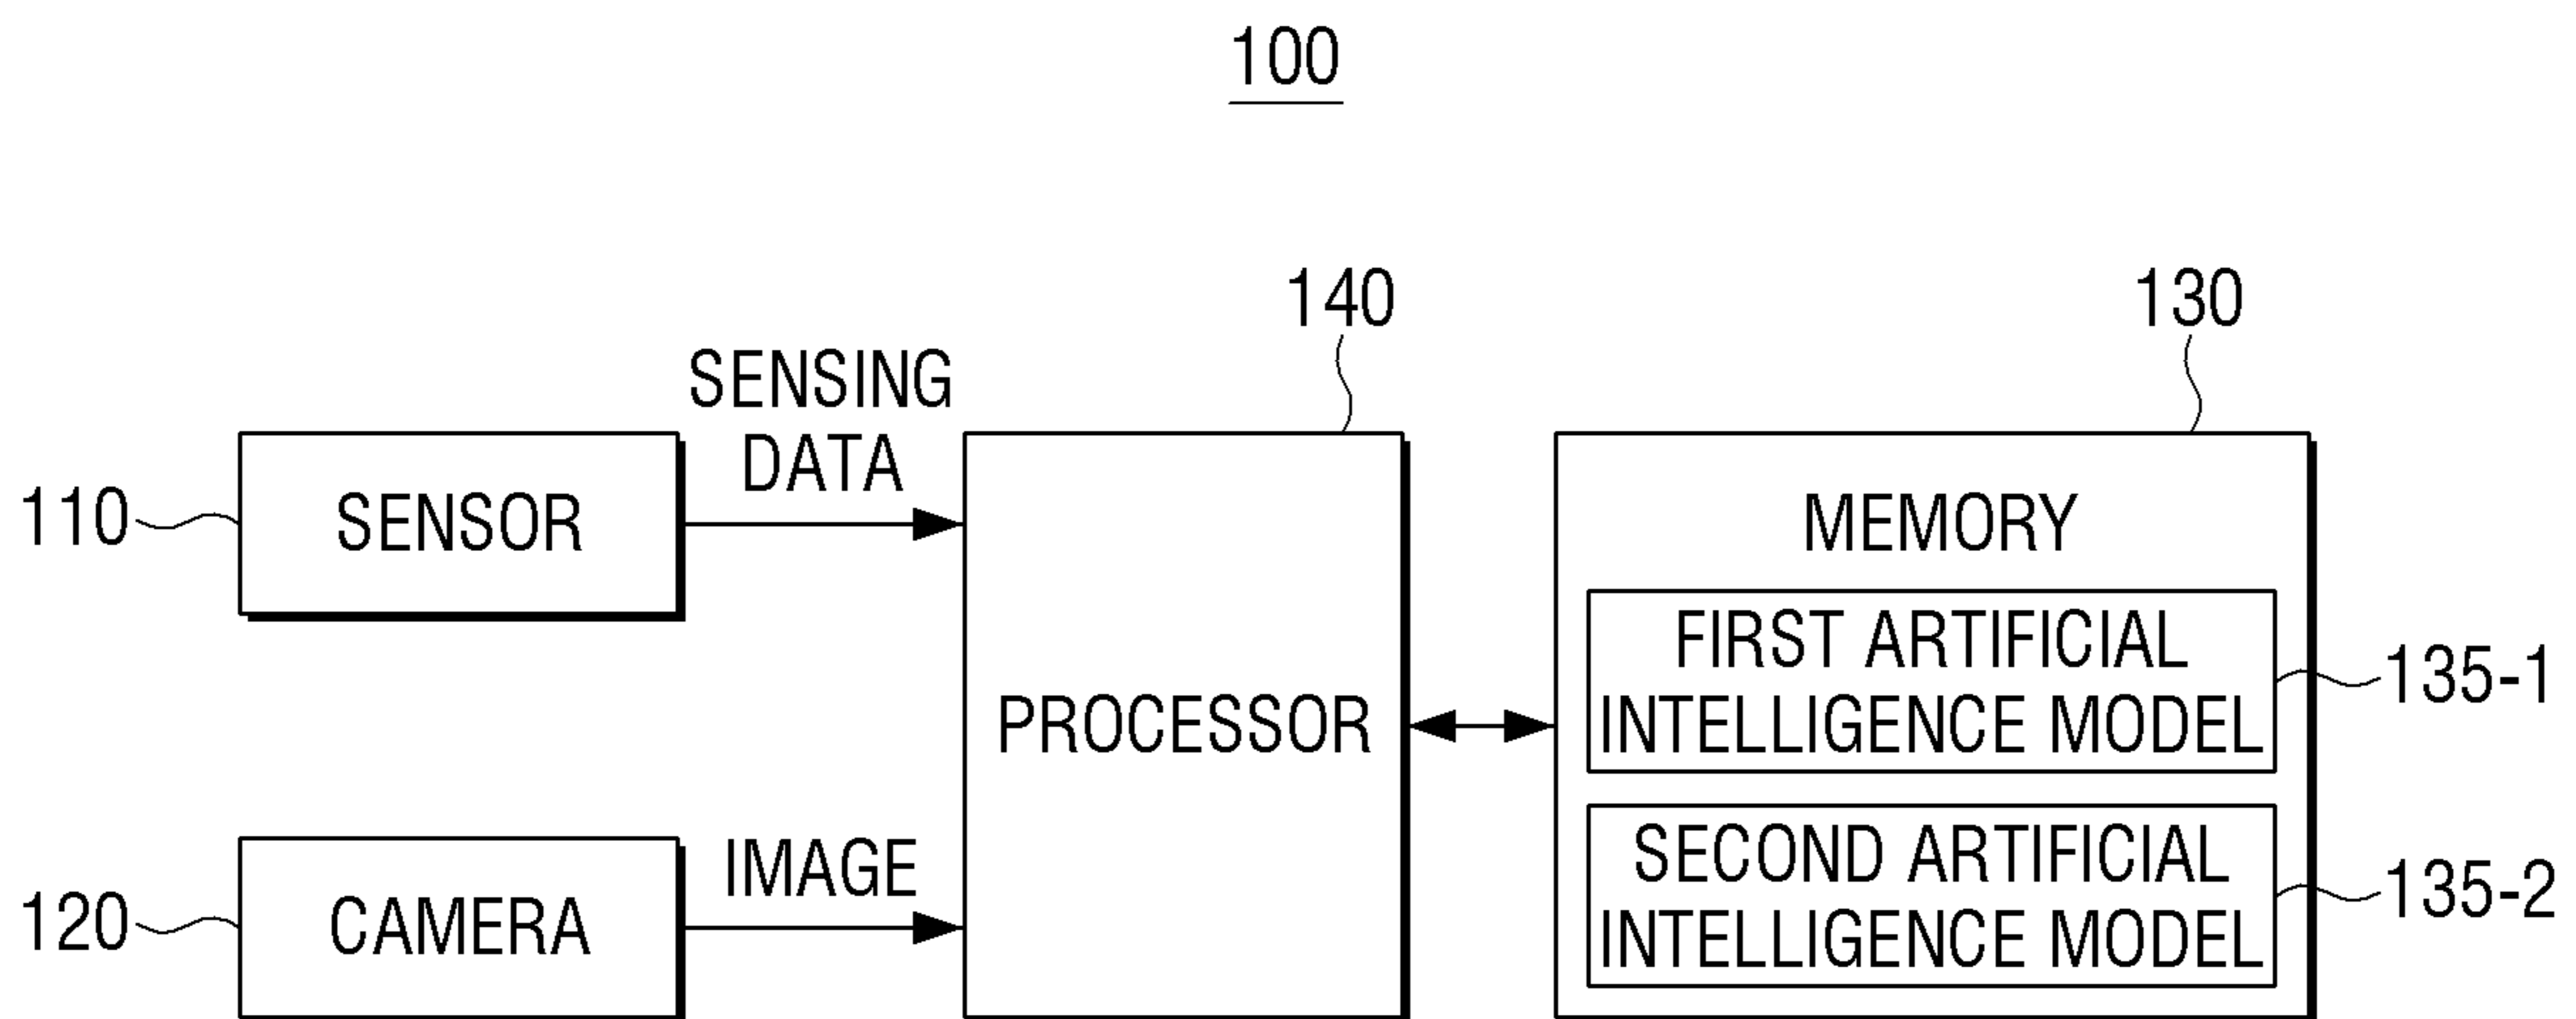 100
140
130
SENSING
DATA
110
SENSOR
MEMORY
FIRST ARTIFICIAL
INTELLIGENCE MODEL
135-1
PROCESSOR
IMAGE
120
CAMERA
SECOND ARTIFICIAL
INTELLIGENCE MODEL
135-2